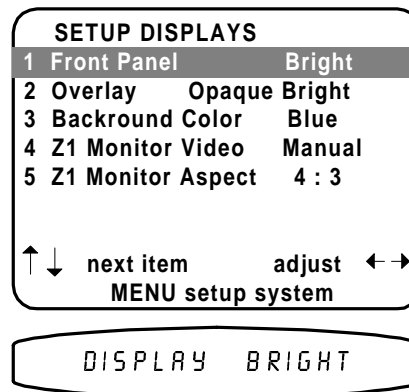 SETUP DISPLAYS
1 Front Panel Bright
2 Overlay Opaque Bright
3 Backround Color Blue
4 Z1 Monitor Video Manual
5 Z1 Monitor Aspect 4 : 3
↑↓ next item adjust ←→
MENU setup system
DISPLAY BRIGHT